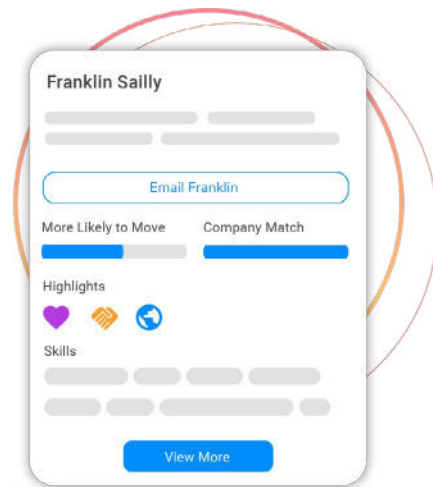 Franklin Sailly
Email Franklin
More Likely to Move Company Match
Highlights
Skills
View More